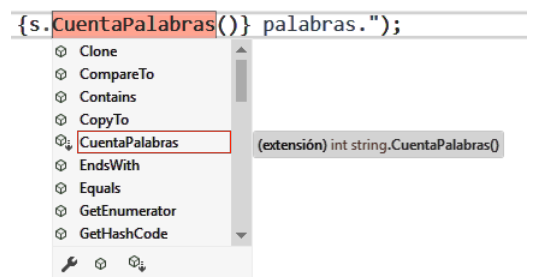 {s.CuentaPalabras()} palabras.");
Clone
CompareTo
Contains
CopyTo
CuentaPalabras
(extensión) int string.CuentaPalabras()
EndsWith
Equals
GetEnumerator
GetHashCode